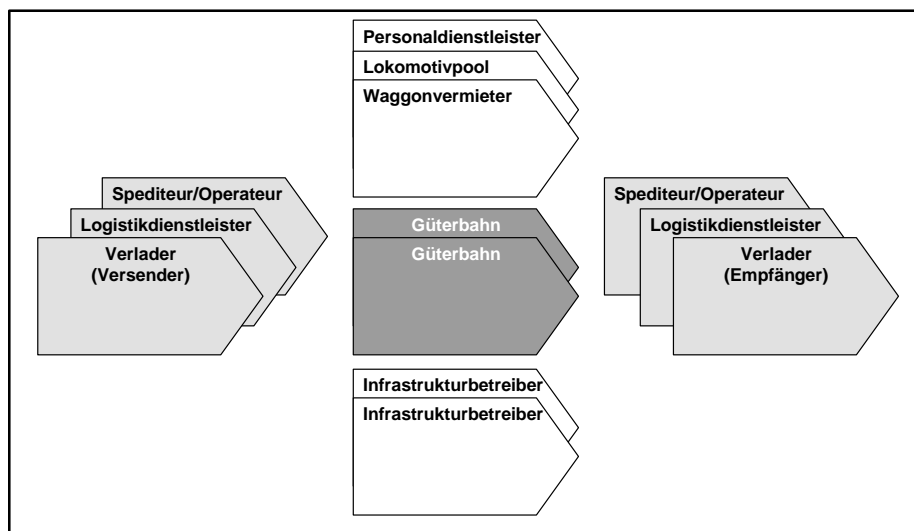 Personaldienstleister
Lokomotivpool
Waggonvermieter
Spediteur/Operateur
Logistikdienstleister
Verlader
(Versender)
Güterbahn
Güterbahn
Spediteur/Operateur
Logistikdienstleister
Verlader
(Empfänger)
Infrastrukturbetreiber
Infrastrukturbetreiber